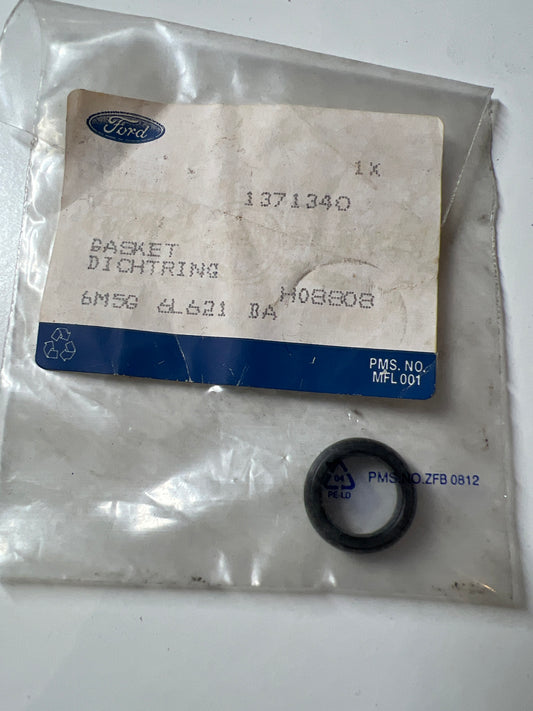 Ford
1X
1371340
GASKET
DICHTRING
6M5G 6L621 BA
H08808
PMS. NO.
MFL 001
04
PE-LD
PMS.NO.ZFB 0812